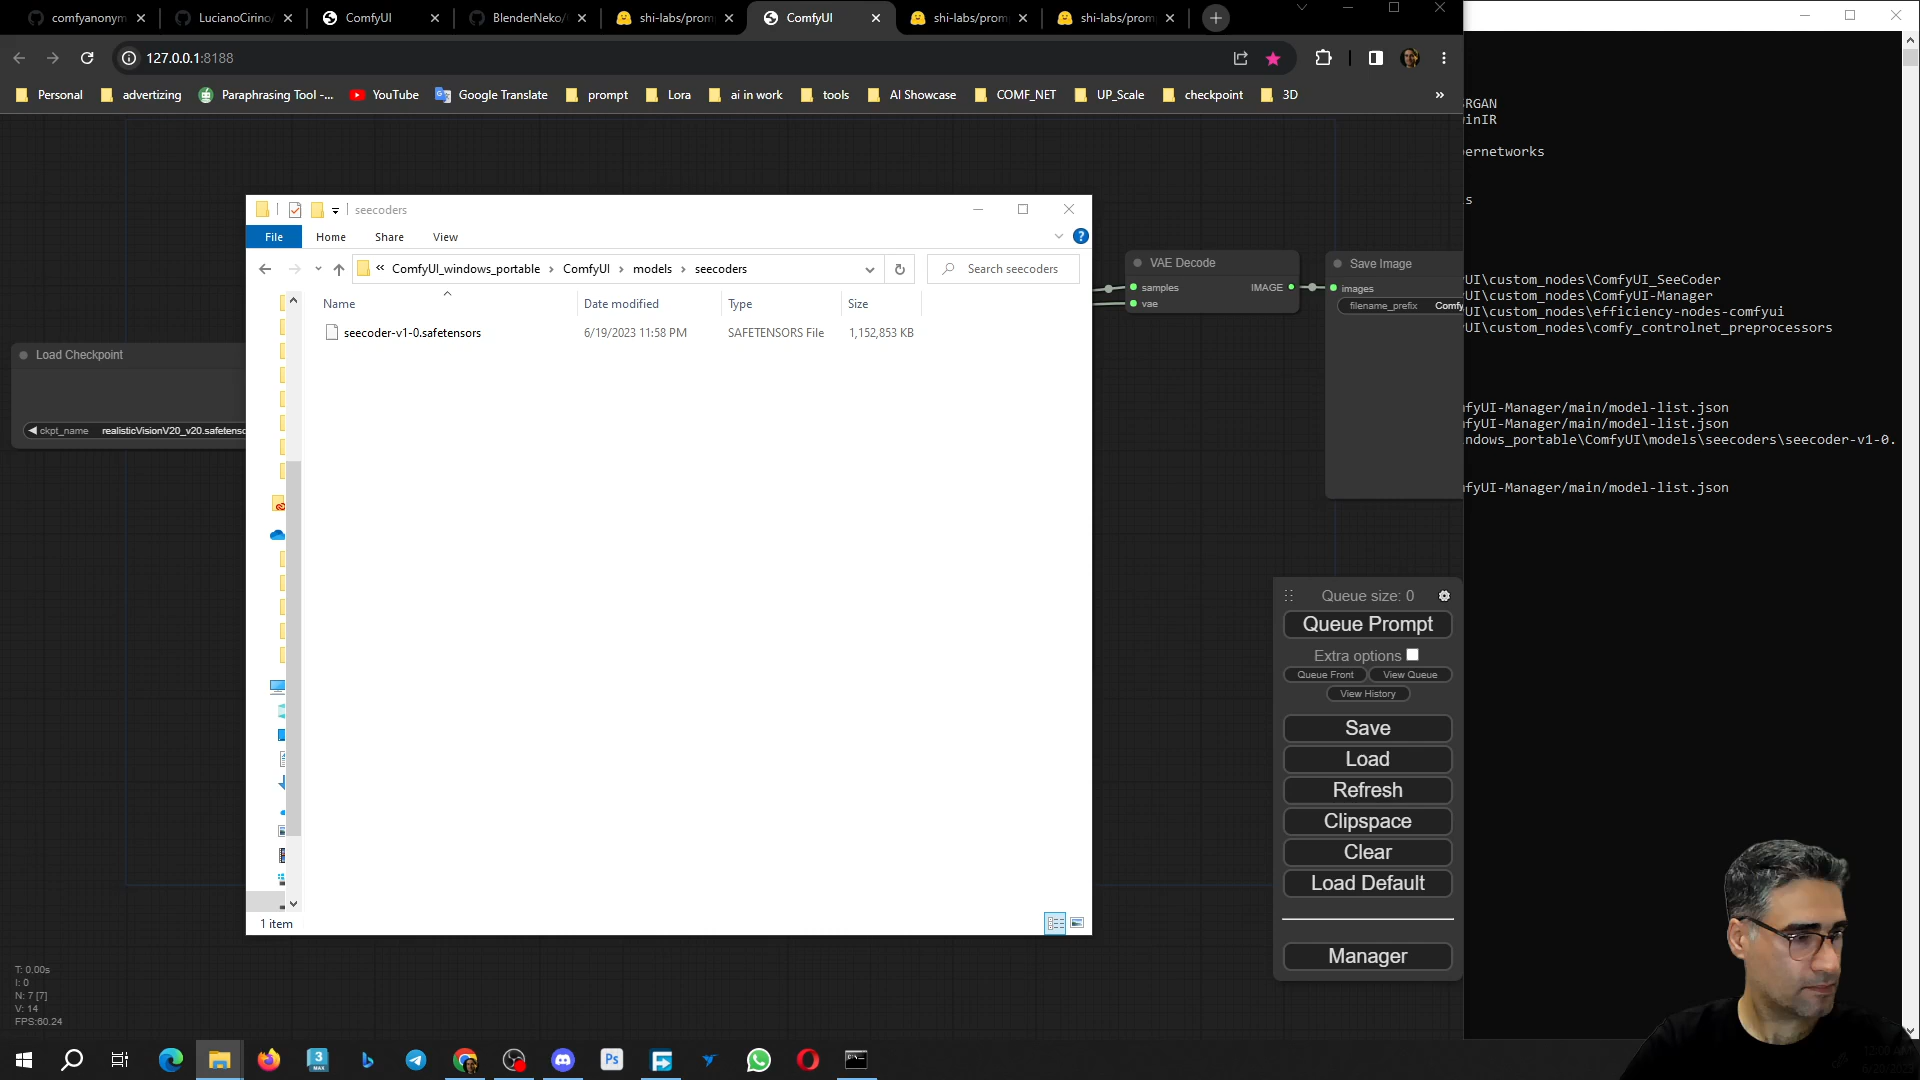 comfyanonym
LucianoCirino/
ComfyUI
BlenderNeko/
shi-labs/prom
ComfyUI
shi-labs/prom
shi-labs/prom
127.0.0.1:8188
Personal
advertizing
Paraphrasing Tool -...
YouTube
Google Translate
prompt
Lora
ai in work
tools
AI Showcase
COMF_NET
UP_Scale
checkpoint
3D
seecoders
File
Home
Share
View
ComfyUI_windows_portable › ComfyUI › models › seecoders
Search seecoders
Name
Date modified
Type
Size
seecoder-v1-0.safetensors
6/19/2023 11:58 PM
SAFETENSORS File
1,152,853 KB
1 item
Load Checkpoint
ckpt_name
realisticVisionV20_v20.safetensc
VAE Decode
samples
IMAGE
vae
Save Image
images
filename_prefix
Comfy
Queue size: 0
Queue Prompt
Extra options
Queue Front
View Queue
View History
Save
Load
Refresh
Clipspace
Clear
Load Default
Manager
T: 0.00s
I: 0
N: 7 [7]
V: 14
FPS:60.24
RGAN
inIR
ernetworks
s
UI\custom_nodes\ComfyUI_SeeCoder
UI\custom_nodes\ComfyUI-Manager
UI\custom_nodes\efficiency-nodes-comfyui
UI\custom_nodes\comfy_controlnet_preprocessors
fyUI-Manager/main/model-list.json
fyUI-Manager/main/model-list.json
ndows_portable\ComfyUI\models\seecoders\seecoder-v1-0.
fyUI-Manager/main/model-list.json
3
MAX
Ps